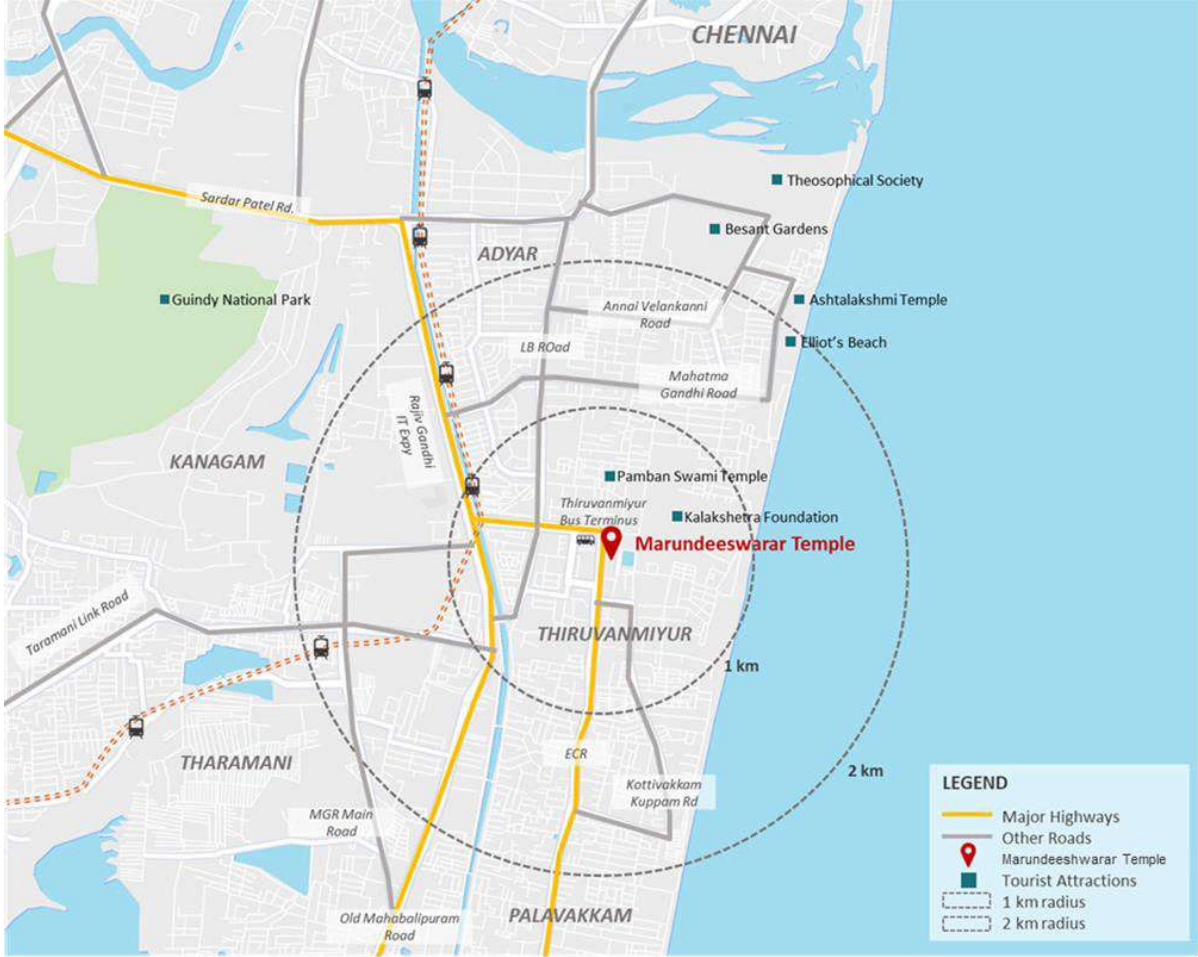 CHENNAI
Theosophical Society
Sardar Patel Rd.
Besant Gardens
ADYAR
Guindy National Park
Annai Velankanni
Road
Ashtalakshmi Temple
LB ROad
Elliot's Beach
Mahatma
Gandhi Road
Rajiv Gandhi
IT Expy
KANAGAM
Pamban Swami Temple
Thiruvanmiyur
Bus Terminus
Kalakshetra Foundation
Marundeeswarar Temple
Taramani Link Road
THIRUVANMIYUR
1 km
THARAMANI
ECR
2 km
Kottivakkam
Kuppam Rd
MGR Main
Road
Old Mahabalipuram
Road
PALAVAKKAM
LEGEND
Major Highways
Other Roads
Marundeeshwarar Temple
Tourist Attractions
1 km radius
2 km radius